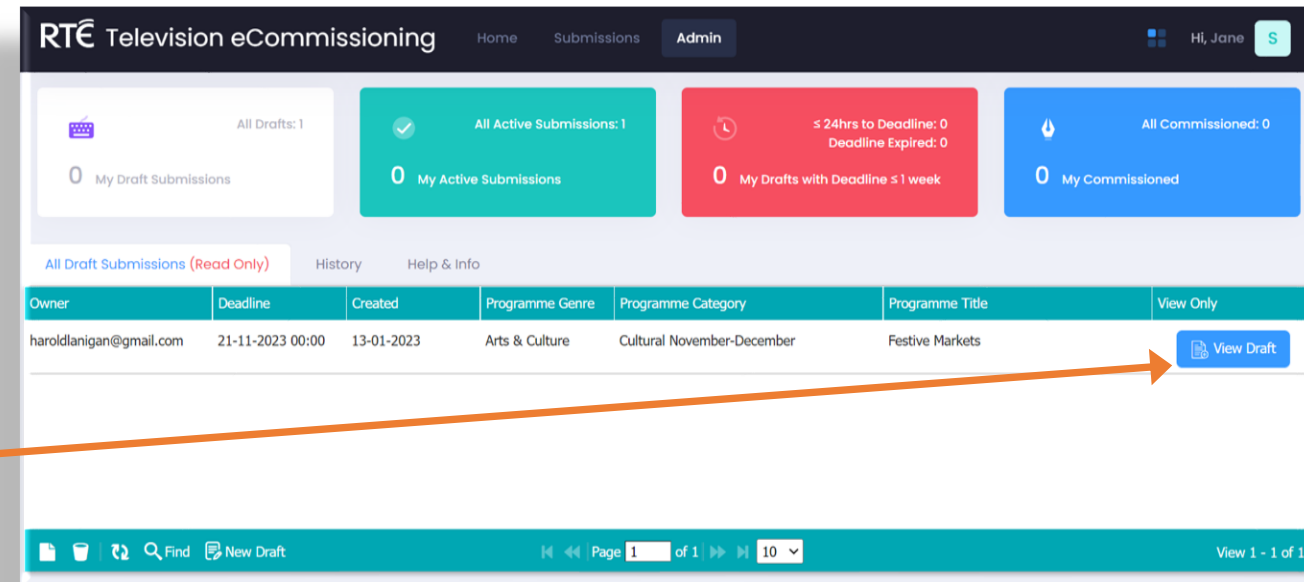 RTÉ Television eCommissioning Home Submissions Admin Hi, Jane S
All Drafts: 1
0 My Draft Submissions
All Active Submissions: 1
0 My Active Submissions
≤ 24hrs to Deadline: 0
Deadline Expired: 0
0 My Drafts with Deadline ≤ 1 week
All Commissioned: 0
0 My Commissioned
All Draft Submissions (Read Only) History Help & Info
Owner Deadline Created Programme Genre Programme Category Programme Title View Only
haroldlanigan@gmail.com 21-11-2023 00:00 13-01-2023 Arts & Culture Cultural November-December Festive Markets View Draft
Find New Draft Page 1 of 1 10 View 1 - 1 of 1